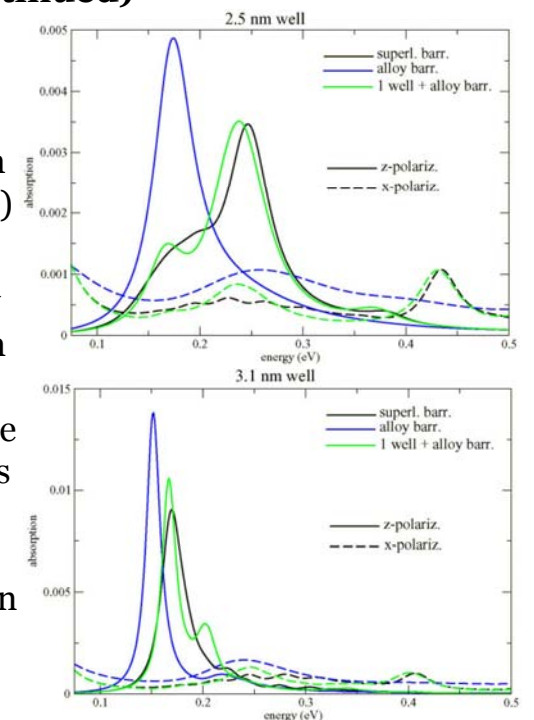 tinued)
2.5 nm well
0.005
0.004
0.003
0.002
0.001
0
absorption
superl. barr.
alloy barr.
1 well + alloy barr.
z-polariz.
x-polariz.
0.1 0.2 0.3 0.4 0.5
energy (eV)
n
)
n
e
s
n
3.1 nm well
0.015
0.01
0.005
0
absorption
superl. barr.
alloy barr.
1 well + alloy barr.
z-polariz.
x-polariz.
0.1 0.2 0.3 0.4 0.5
energy (eV)